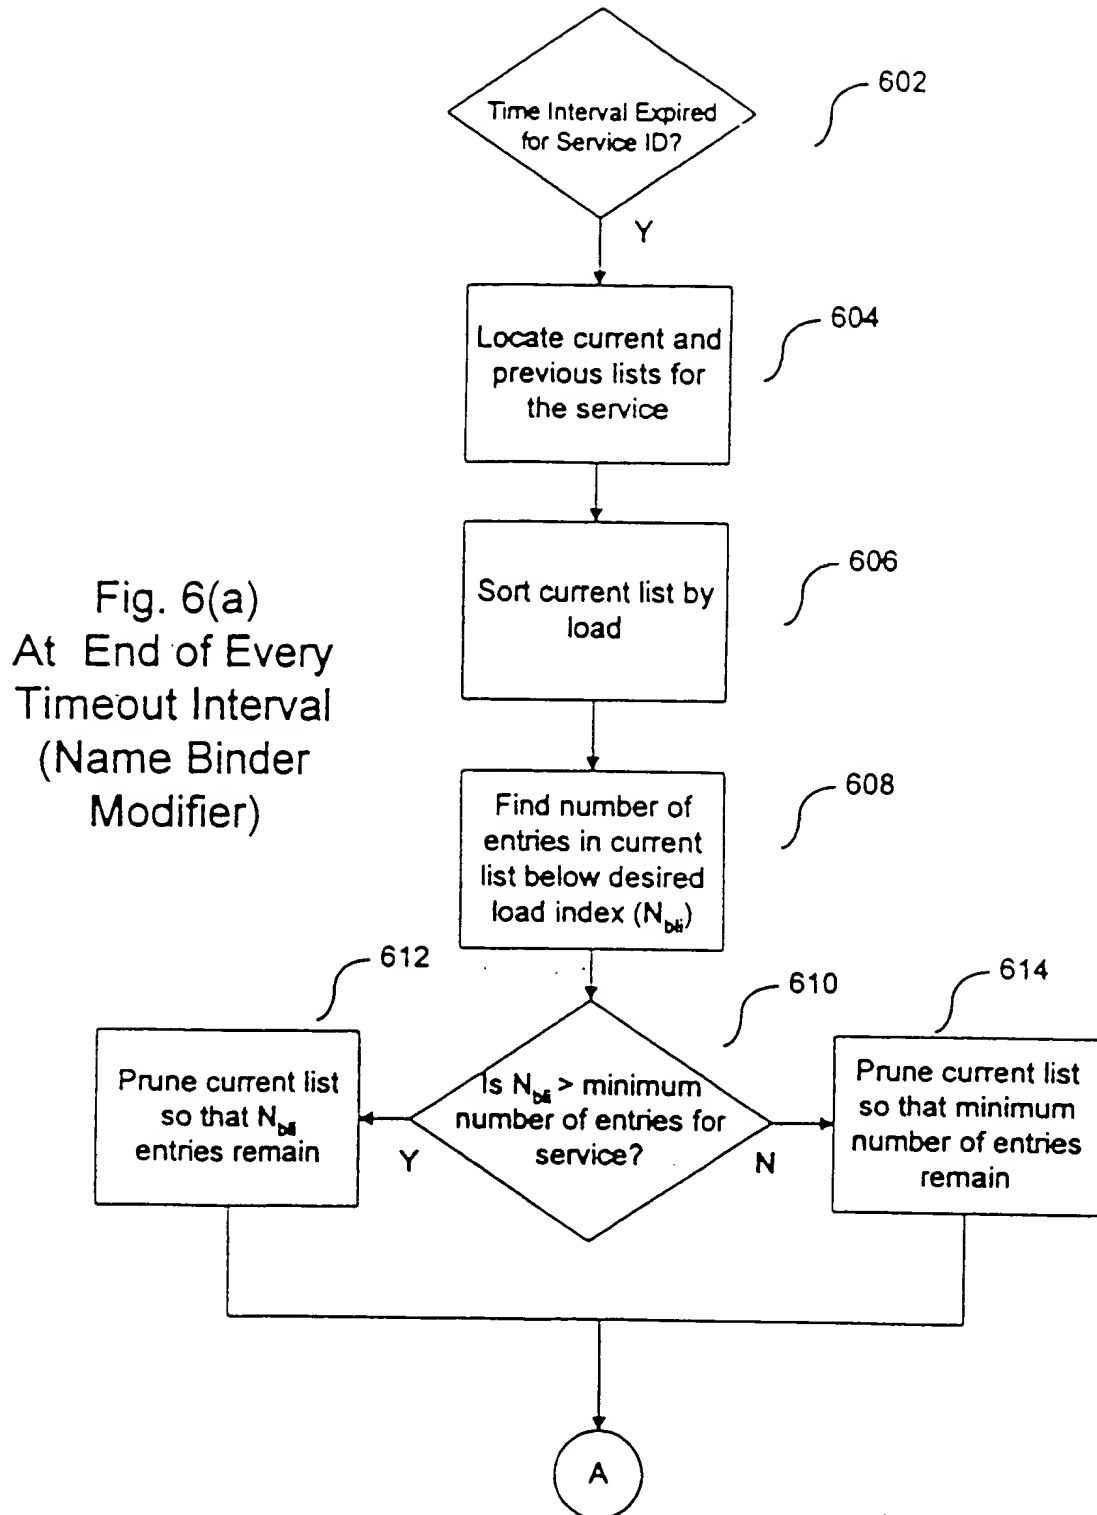 Time Interval Expired
for Service ID?
602
Y
Locate current and
previous lists for
the service
604
Sort current list by
load
606
Fig. 6(a)
At End of Every
Timeout Interval
(Name Binder
Modifier)
Find number of
entries in current
list below desired
load index (Nbli)
608
612
610
614
Prune current list
so that Nbli
entries remain
Is Nbli > minimum
number of entries for
service?
Y
N
Prune current list
so that minimum
number of entries
remain
A